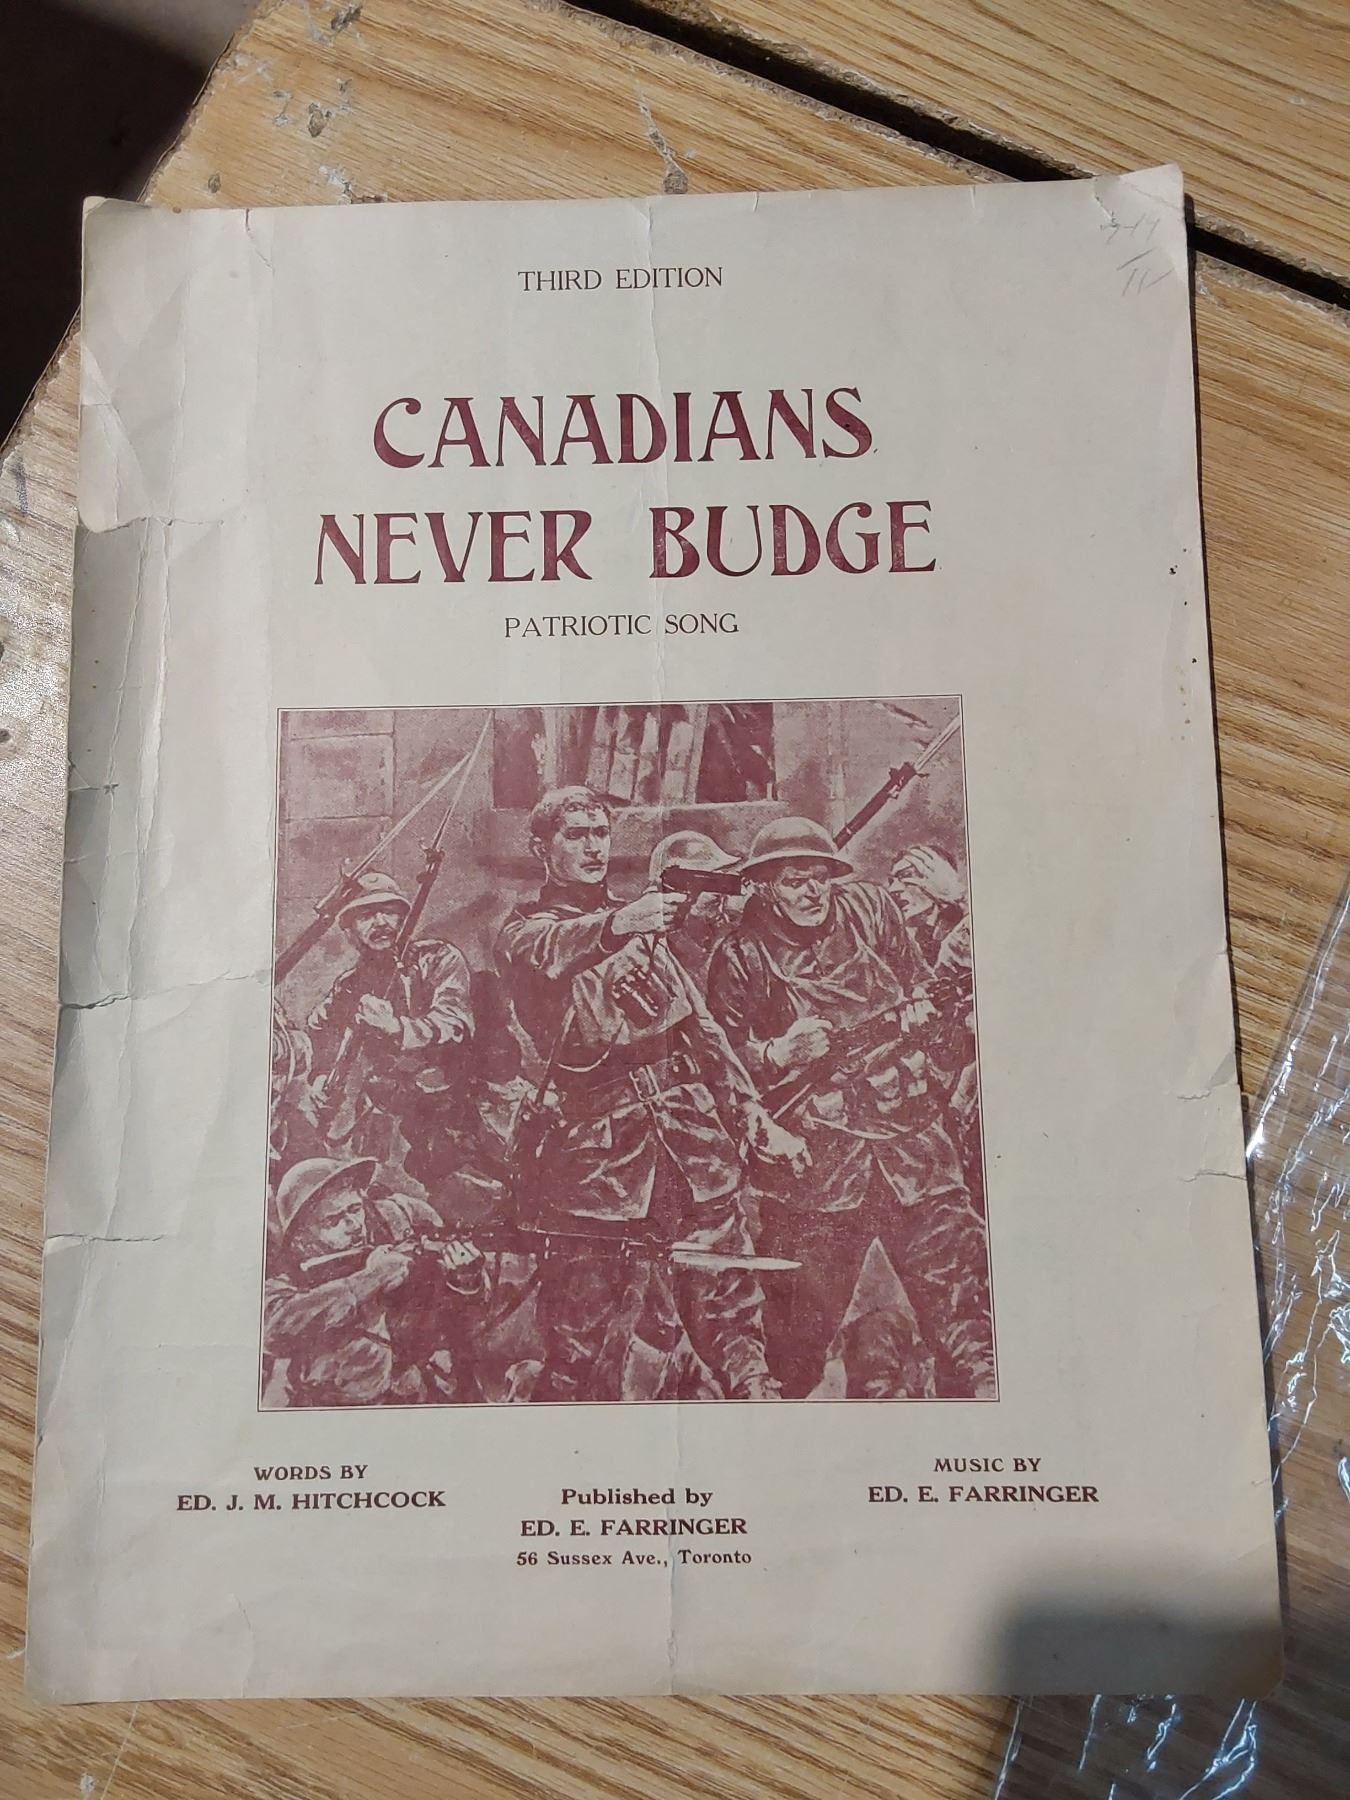 THIRD EDITION
CANADIANS
NEVER BUDGE
PATRIOTIC SONG
WORDS BY
ED. J. M. HITCHCOCK
Published by
ED. E. FARRINGER
56 Sussex Ave., Toronto
MUSIC BY
ED. E. FARRINGER